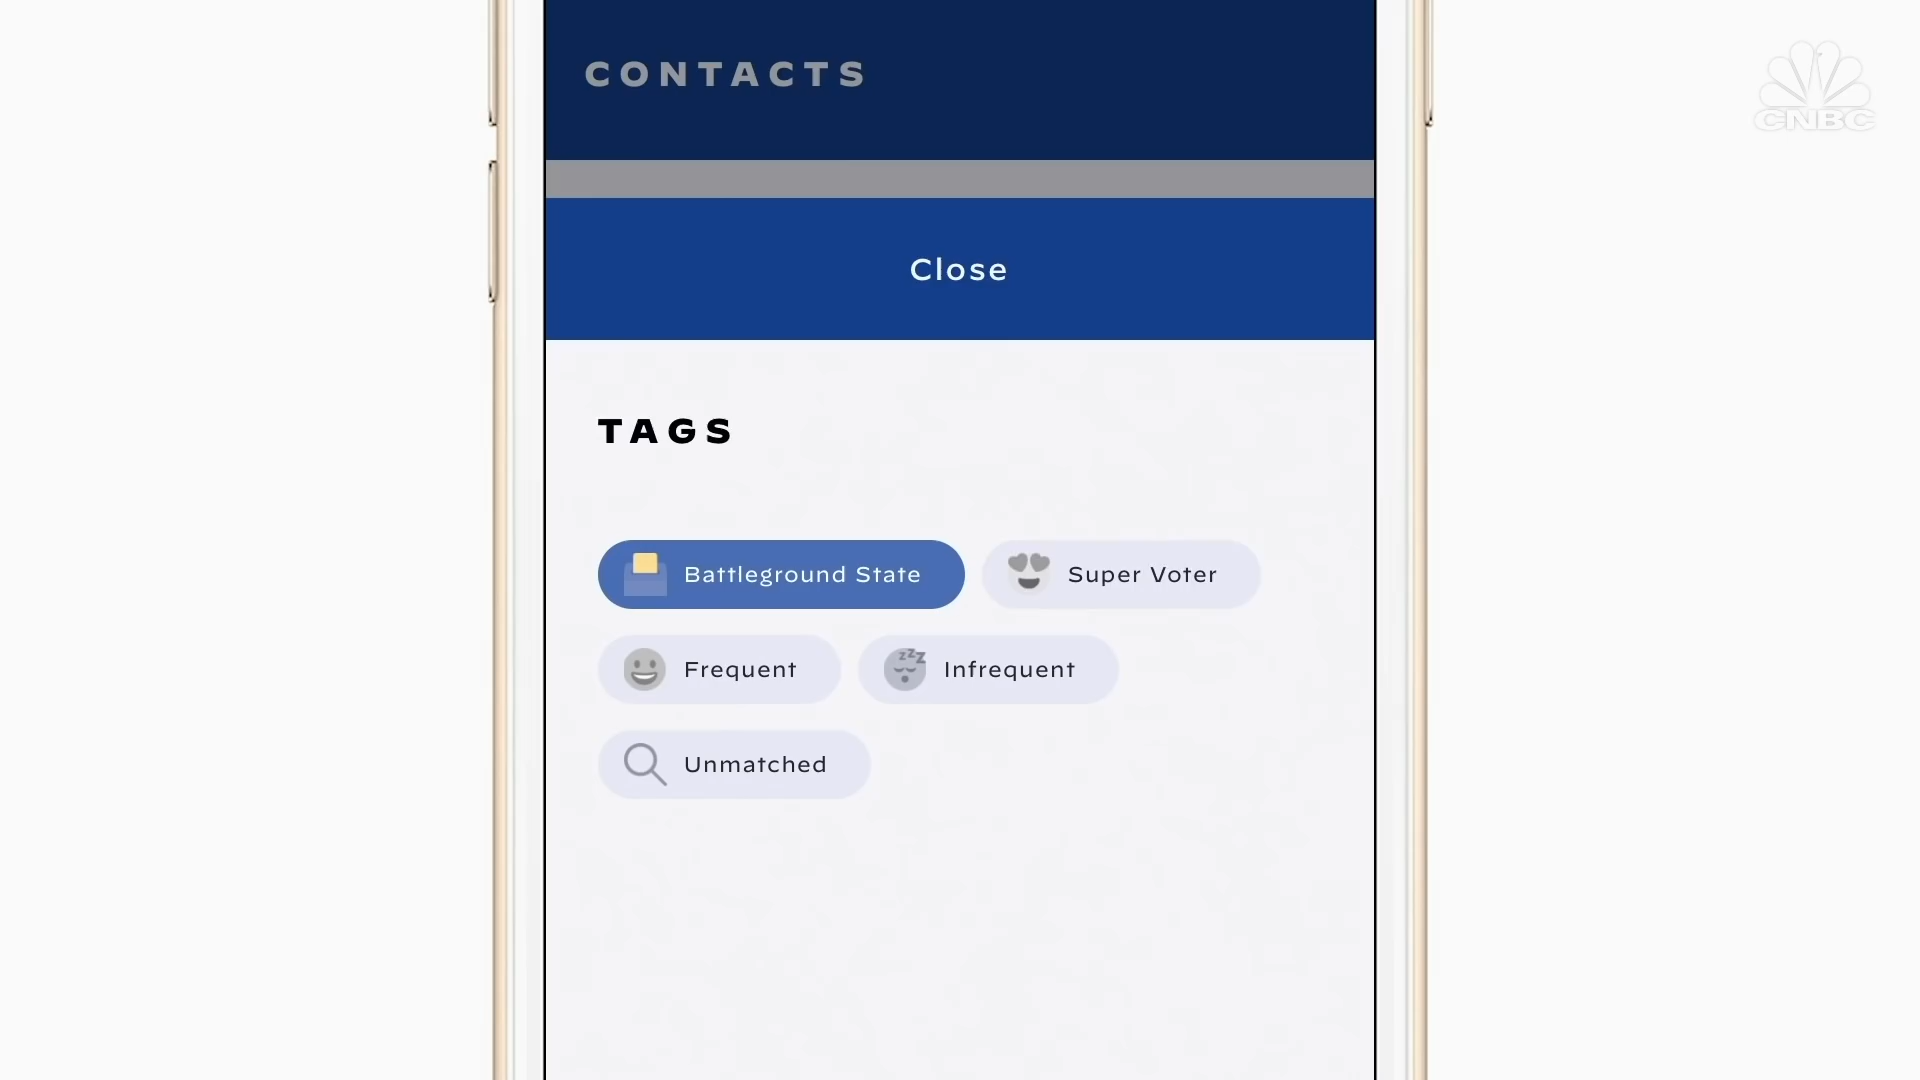 CONTACTS
CNBC
Close
TAGS
Battleground State
Super Voter
Frequent
Infrequent
Unmatched